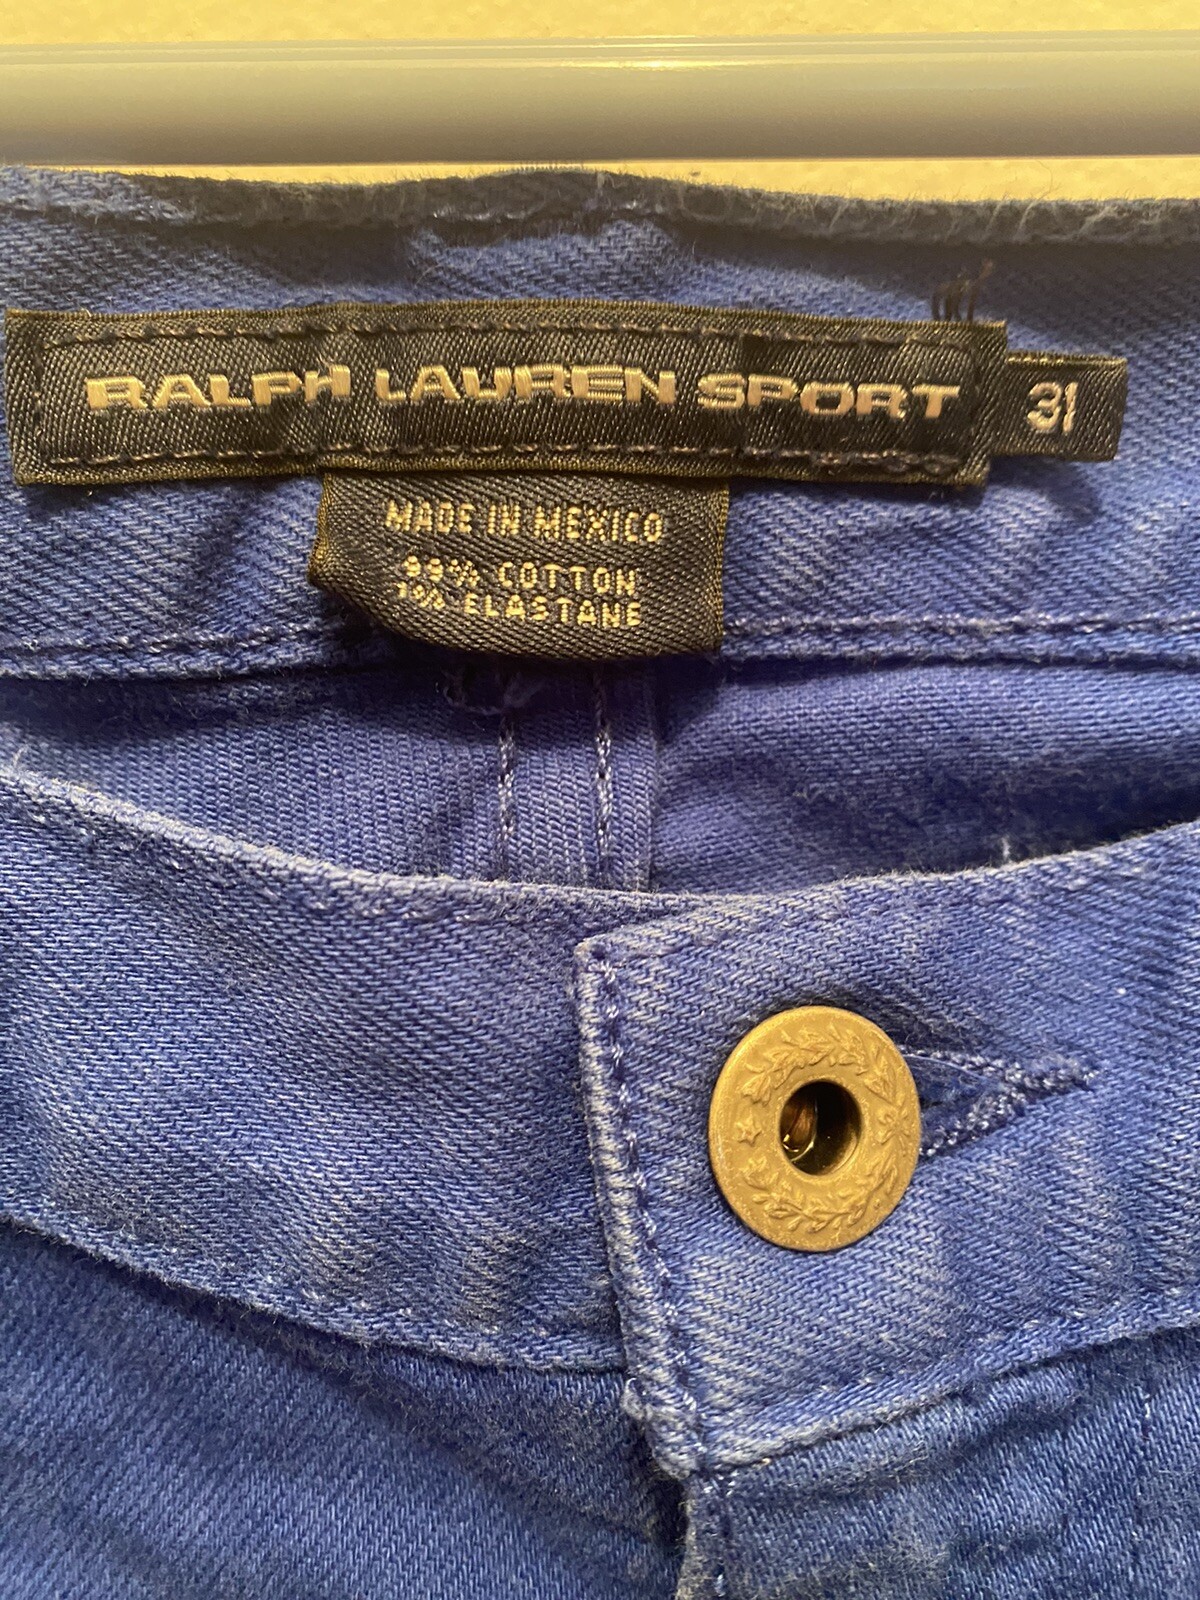 RALPH LAUREN SPORT
31
MADE IN MEXICO
99% COTTON
1% ELASTANE